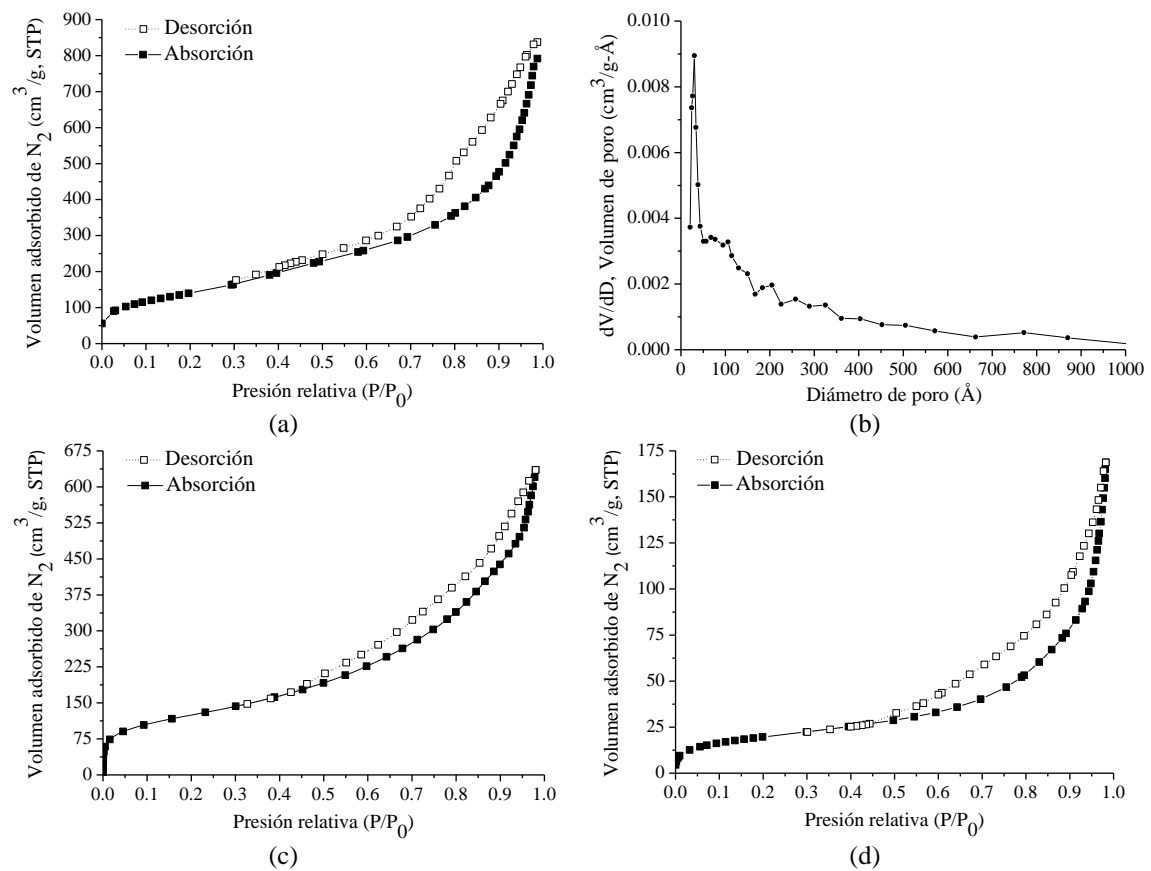 Desorción
Absorción
Volumen adsorbido de N2 (cm3/g, STP)
900
800
700
600
500
400
300
200
100
0
0.0 0.1 0.2 0.3 0.4 0.5 0.6 0.7 0.8 0.9 1.0
Presión relativa (P/P0)
(a)
dV/dD, Volumen de poro (cm3/g-Å)
0.010
0.008
0.006
0.004
0.002
0.000
0 100 200 300 400 500 600 700 800 900 1000
Diámetro de poro (Å)
(b)
Desorción
Absorción
Volumen adsorbido de N2 (cm3/g, STP)
675
600
525
450
375
300
225
150
75
0
0.0 0.1 0.2 0.3 0.4 0.5 0.6 0.7 0.8 0.9 1.0
Presión relativa (P/P0)
(c)
Desorción
Absorción
Volumen adsorbido de N2 (cm3/g, STP)
175
150
125
100
75
50
25
0
0.0 0.1 0.2 0.3 0.4 0.5 0.6 0.7 0.8 0.9 1.0
Presión relativa (P/P0)
(d)